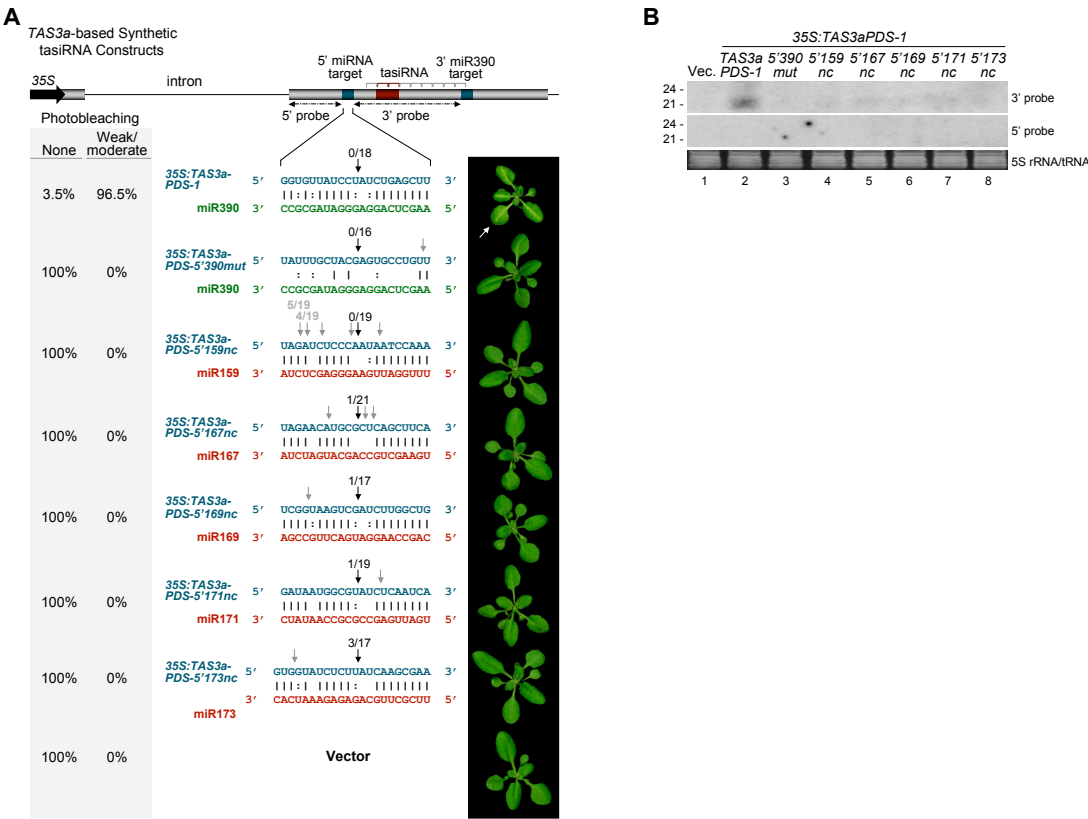 A
TAS3a-based Synthetic
tasiRNA Constructs
35S
intron
5′ miRNA
target
tasiRNA
3′ miR390
target
5′ probe
3′ probe
Photobleaching
None
Weak/
moderate
0/18
3.5%
96.5%
35S:TAS3a-
PDS-1
5′ GGUGUUAUCCUAUCUGAGCUU 3′
miR390
3′ CCGCGAUAGGGAGGACUCGAA 5′
0/16
100%
0%
35S:TAS3a-
PDS-5′390mut
5′ UAUUUGCUACGAGUGCCUGUU 3′
miR390
3′ CCGCGAUAGGGAGGACUCGAA 5′
5/19
4/19
0/19
100%
0%
35S:TAS3a-
PDS-5′159nc
5′ UAGAUCUCCCAAUAATCCAAA 3′
miR159
3′ AUCUCGAGGGAAGUUAGGUUU 5′
1/21
100%
0%
35S:TAS3a-
PDS-5′167nc
5′ UAGAACAUGCGCUCAGCUUCA 3′
miR167
3′ AUCUAGUACGACCGUCGAAGU 5′
1/17
100%
0%
35S:TAS3a-
PDS-5′169nc
5′ UCGGUAAGUCGAUCUUGGCUG 3′
miR169
3′ AGCCGUUCAGUAGGAACCGAC 5′
1/19
100%
0%
35S:TAS3a-
PDS-5′171nc
5′ GAUAAUGGCGUAUCUCAAUCA 3′
miR171
3′ CUAUAACCGCGCCGAGUUAGU 5′
3/17
100%
0%
35S:TAS3a-
PDS-5′173nc
5′ GUGGUAUCUCUUAUCAAGCGAA 3′
miR173
3′ CACUAAAGAGAGACGUUCGCUU 5′
100%
0%
Vector
B
35S:TAS3aPDS-1
Vec.
TAS3a
PDS-1
5′390
mut
5′159
nc
5′167
nc
5′169
nc
5′171
nc
5′173
nc
24 -
21 -
3′ probe
24 -
21 -
5′ probe
5S rRNA/tRNA
1 2 3 4 5 6 7 8